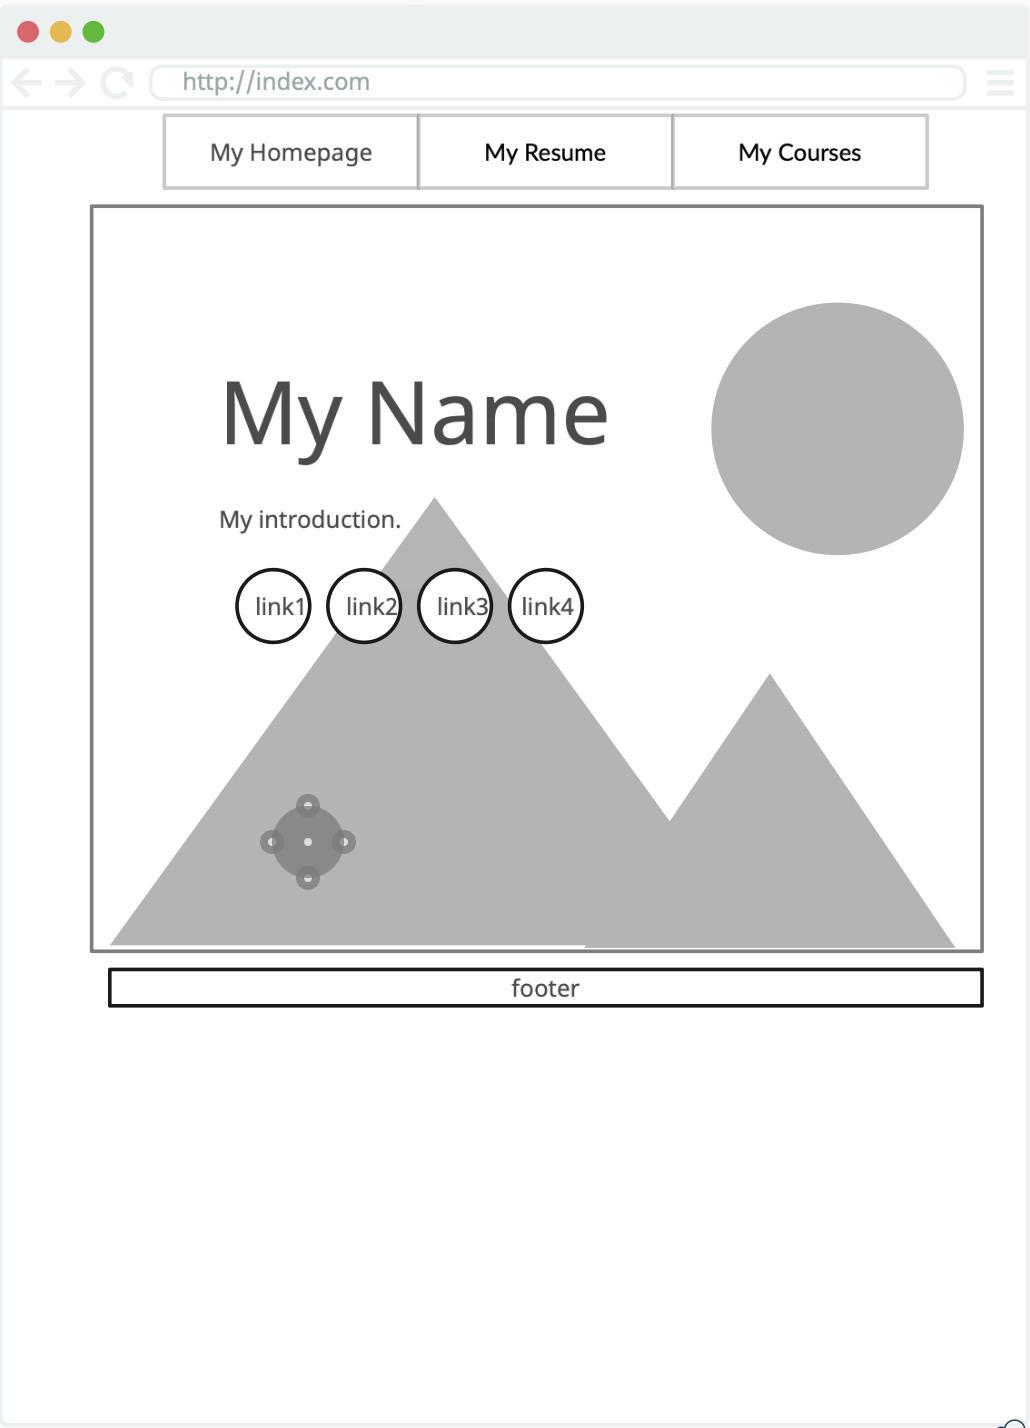 http://index.com
My Homepage My Resume My Courses
My Name
My introduction.
link1 link2 link3 link4
footer